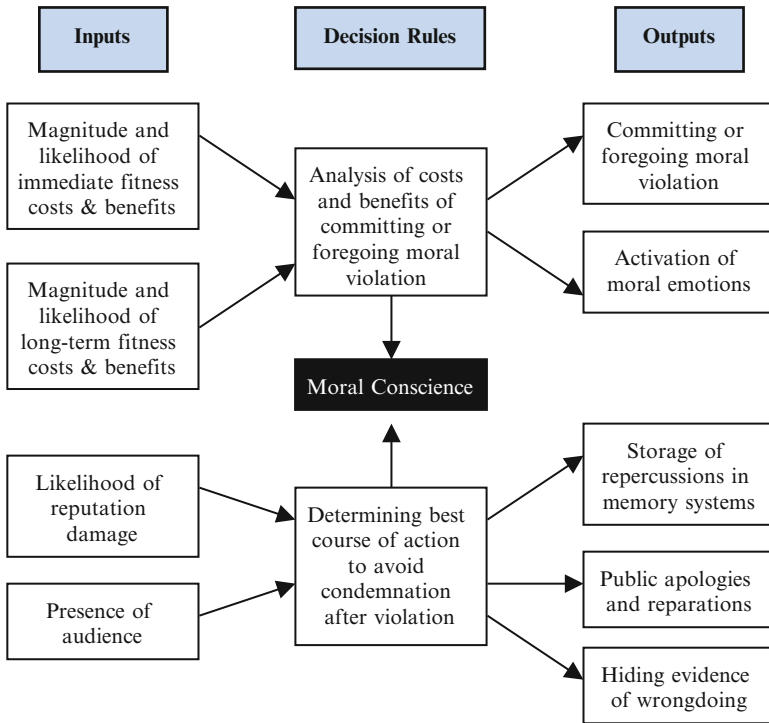 Inputs
Decision Rules
Outputs
Magnitude and
likelihood of
immediate fitness
costs & benefits
Magnitude and
likelihood of
long-term fitness
costs & benefits
Likelihood of
reputation
damage
Presence of
audience
Analysis of costs
and benefits of
committing or
foregoing moral
violation
Moral Conscience
Determining best
course of action
to avoid
condemnation
after violation
Committing or
foregoing moral
violation
Activation of
moral emotions
Storage of
repercussions in
memory systems
Public apologies
and reparations
Hiding evidence
of wrongdoing